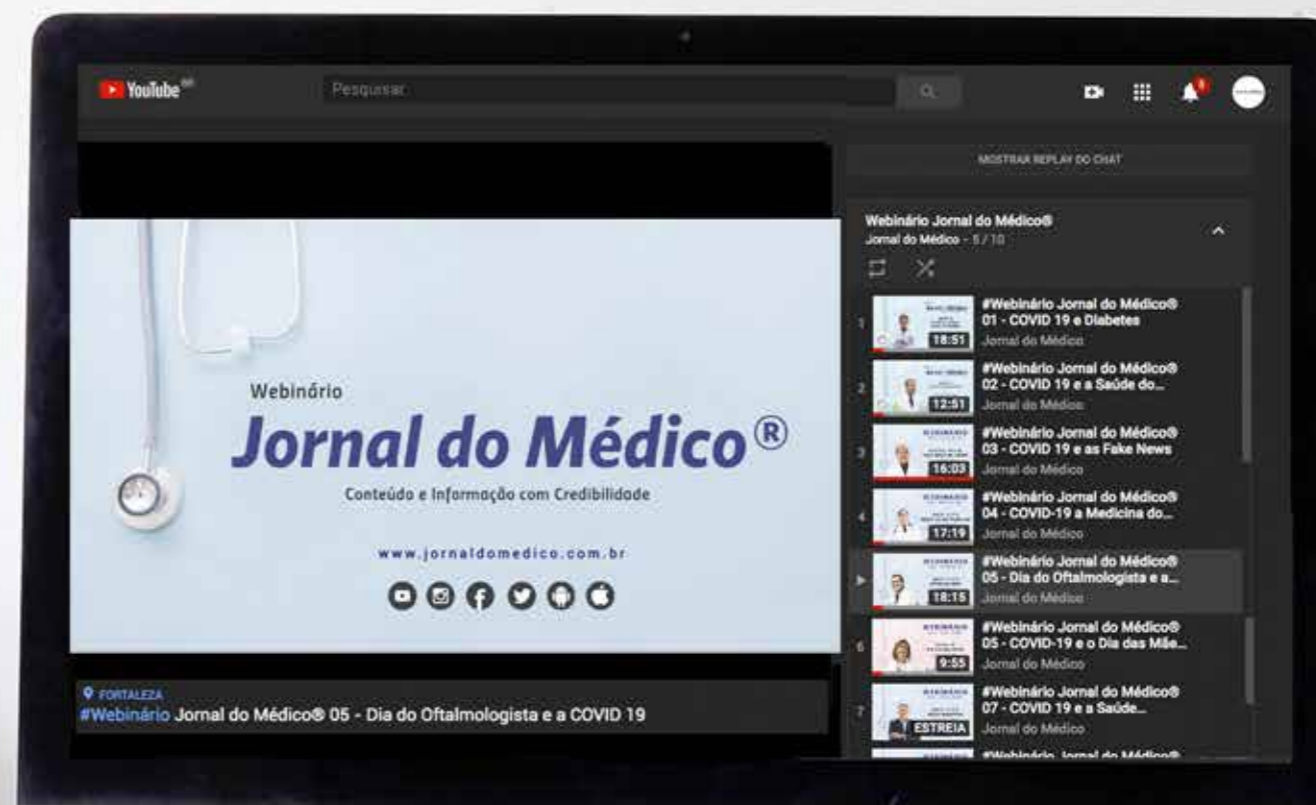 YouTube BR
Pesquisar
8
MOSTRAR REPLAY DO CHAT
Webinário
Jornal do Médico®
Conteúdo e Informação com Credibilidade
www.jornaldomedico.com.br
FORTALEZA
#Webinário Jornal do Médico® 05 - Dia do Oftalmologista e a COVID 19
Webinário Jornal do Médico®
Jornal do Médico - 5 / 10
1
18:51
#Webinário Jornal do Médico®
01 - COVID 19 e Diabetes
Jornal do Médico
2
12:51
#Webinário Jornal do Médico®
02 - COVID 19 e a Saúde do...
Jornal do Médico
3
16:03
#Webinário Jornal do Médico®
03 - COVID 19 e as Fake News
Jornal do Médico
4
17:19
#Webinário Jornal do Médico®
04 - COVID-19 a Medicina do...
Jornal do Médico
18:15
#Webinário Jornal do Médico®
05 - Dia do Oftalmologista e a...
Jornal do Médico
6
9:55
#Webinário Jornal do Médico®
05 - COVID-19 e o Dia das Mãe...
Jornal do Médico
7
ESTREIA
#Webinário Jornal do Médico®
07 - COVID 19 e a Saúde...
Jornal do Médico
#Webinário Jornal do Médico®